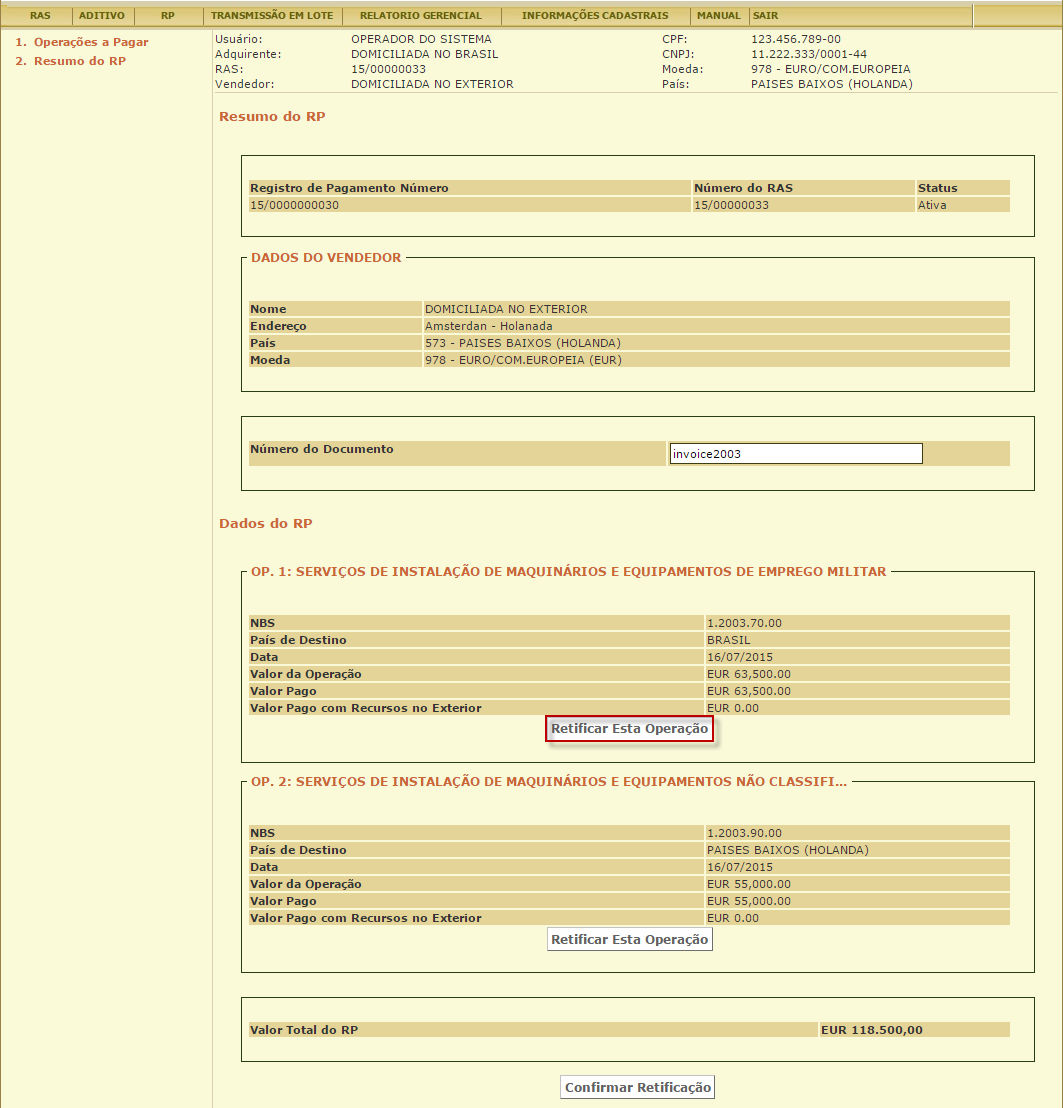 RAS ADITIVO RP TRANSMISSÃO EM LOTE RELATORIO GERENCIAL INFORMAÇÕES CADASTRAIS MANUAL SAIR
1. Operações a Pagar
2. Resumo do RP
Usuário: OPERADOR DO SISTEMA CPF: 123.456.789-00
Adquirente: DOMICILIADA NO BRASIL CNPJ: 11.222.333/0001-44
RAS: 15/00000033 Moeda: 978 - EURO/COM.EUROPEIA
Vendedor: DOMICILIADA NO EXTERIOR País: PAISES BAIXOS (HOLANDA)
Resumo do RP
Registro de Pagamento Número Número do RAS Status
15/0000000030 15/00000033 Ativa
DADOS DO VENDEDOR
Nome DOMICILIADA NO EXTERIOR
Endereço Amsterdan - Holanada
País 573 - PAISES BAIXOS (HOLANDA)
Moeda 978 - EURO/COM.EUROPEIA (EUR)
Número do Documento invoice2003
Dados do RP
OP. 1: SERVIÇOS DE INSTALAÇÃO DE MAQUINÁRIOS E EQUIPAMENTOS DE EMPREGO MILITAR
NBS 1.2003.70.00
País de Destino BRASIL
Data 16/07/2015
Valor da Operação EUR 63,500.00
Valor Pago EUR 63,500.00
Valor Pago com Recursos no Exterior EUR 0.00
Retificar Esta Operação
OP. 2: SERVIÇOS DE INSTALAÇÃO DE MAQUINÁRIOS E EQUIPAMENTOS NÃO CLASSIFI...
NBS 1.2003.90.00
País de Destino PAISES BAIXOS (HOLANDA)
Data 16/07/2015
Valor da Operação EUR 55,000.00
Valor Pago EUR 55,000.00
Valor Pago com Recursos no Exterior EUR 0.00
Retificar Esta Operação
Valor Total do RP EUR 118.500,00
Confirmar Retificação